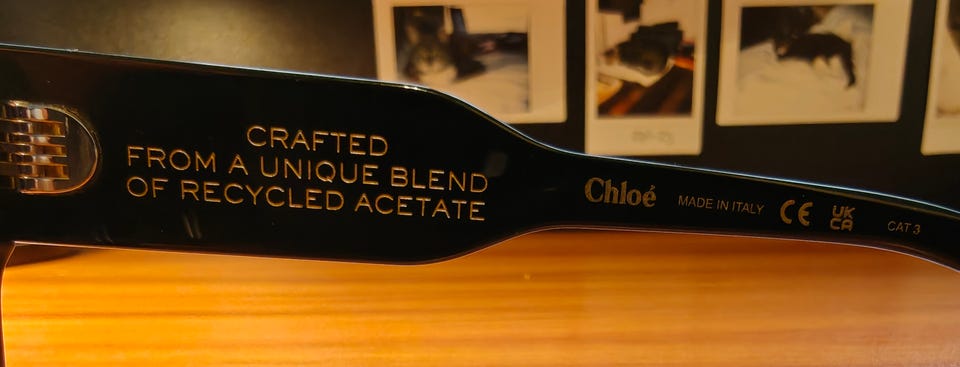 CRAFTED
FROM A UNIQUE BLEND
OF RECYCLED ACETATE
Chloé MADE IN ITALY CE UK CA CAT 3